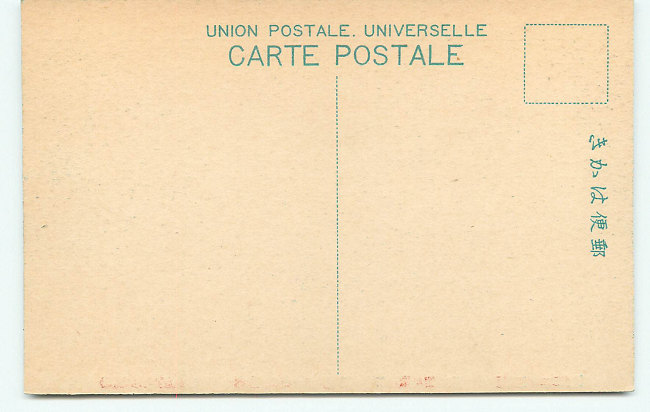 UNION POSTALE. UNIVERSELLE
CARTE POSTALE
郵便はかき